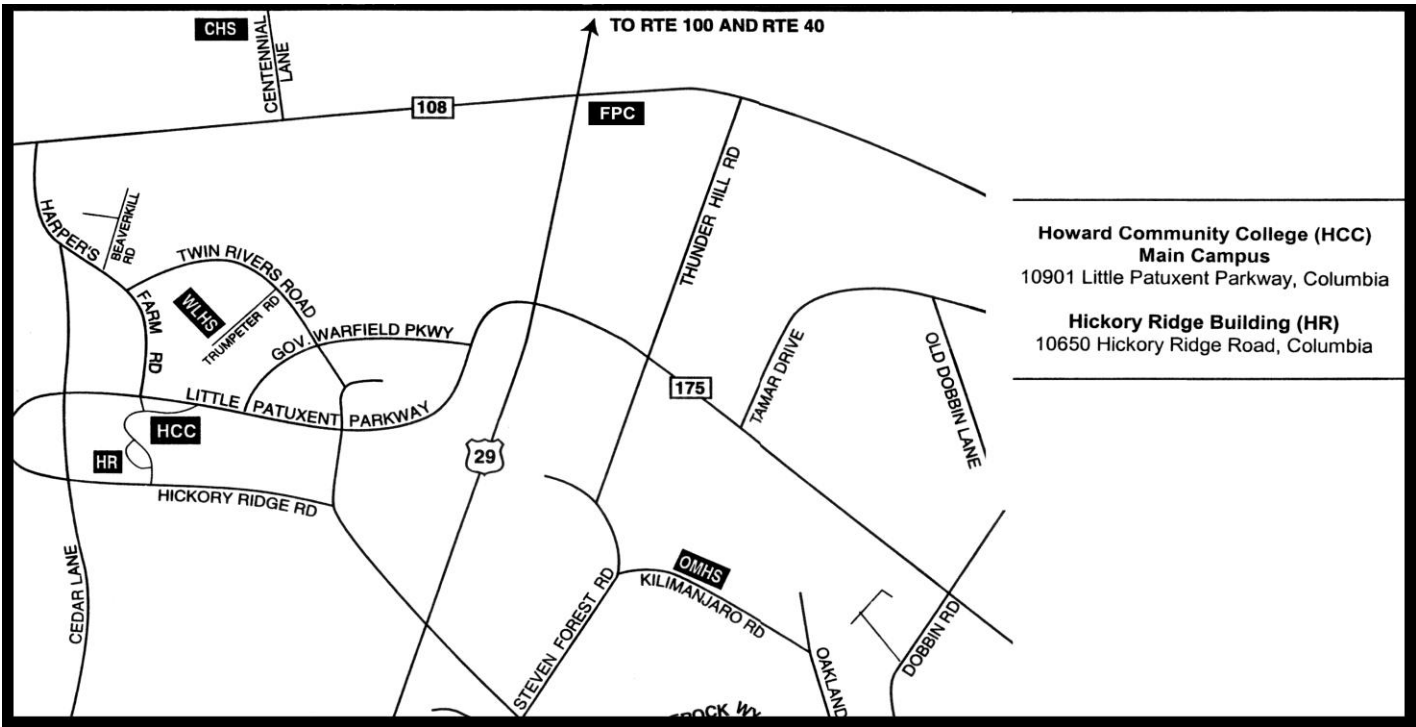 TO RTE 100 AND RTE 40
CHS
CENTENNIAL
LANE
108
FPC
THUNDER HILL RD
HARPER'S
FARM RD
BEAVERKILL
RD
TWIN RIVERS ROAD
WLHS
TRUMPETER RD
GOV. WARFIELD PKWY
LITTLE PATUXENT PARKWAY
175
TAMAR DRIVE
OLD DOBBIN LANE
HCC
HR
29
HICKORY RIDGE RD
CEDAR LANE
STEVEN FOREST RD
OMHS
KILIMANJARO RD
OAKLAND
DOBBIN RD
Howard Community College (HCC)
Main Campus
10901 Little Patuxent Parkway, Columbia
Hickory Ridge Building (HR)
10650 Hickory Ridge Road, Columbia